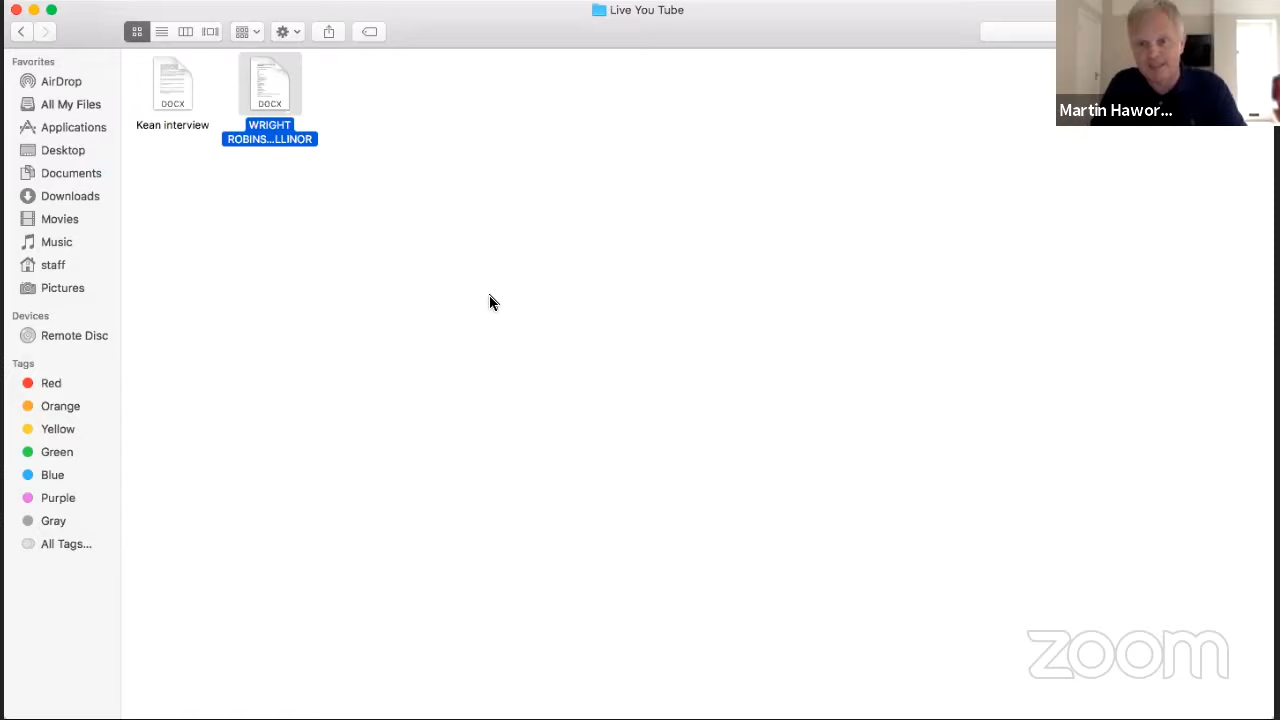 Live You Tube
Favorites
AirDrop
All My Files
Applications
Desktop
Documents
Downloads
Movies
Music
staff
Pictures
Devices
Remote Disc
Tags
Red
Orange
Yellow
Green
Blue
Purple
Gray
All Tags...
DOCX
Kean interview
DOCX
WRIGHT
ROBINS...LLINOR
Martin Hawor...
zoom